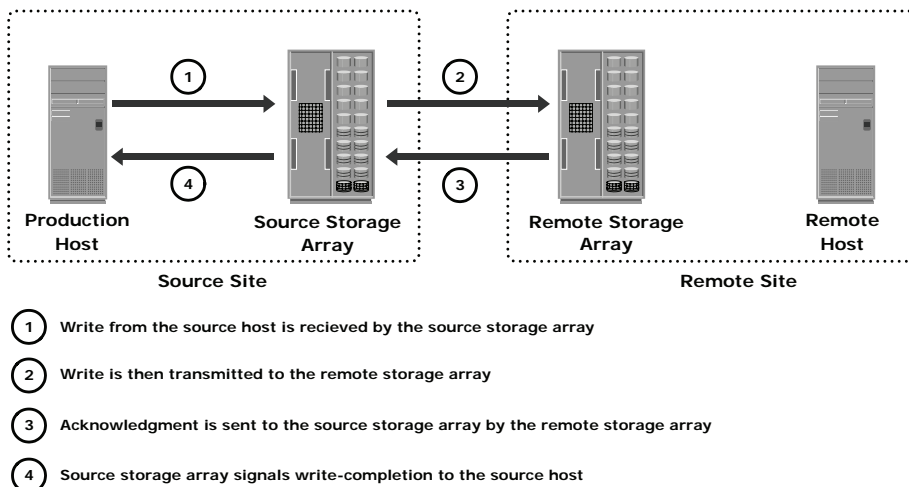 1
2
4
3
Production
Host
Source Storage
Array
Remote Storage
Array
Remote
Host
Source Site
Remote Site
1 Write from the source host is recieved by the source storage array
2 Write is then transmitted to the remote storage array
3 Acknowledgment is sent to the source storage array by the remote storage array
4 Source storage array signals write-completion to the source host